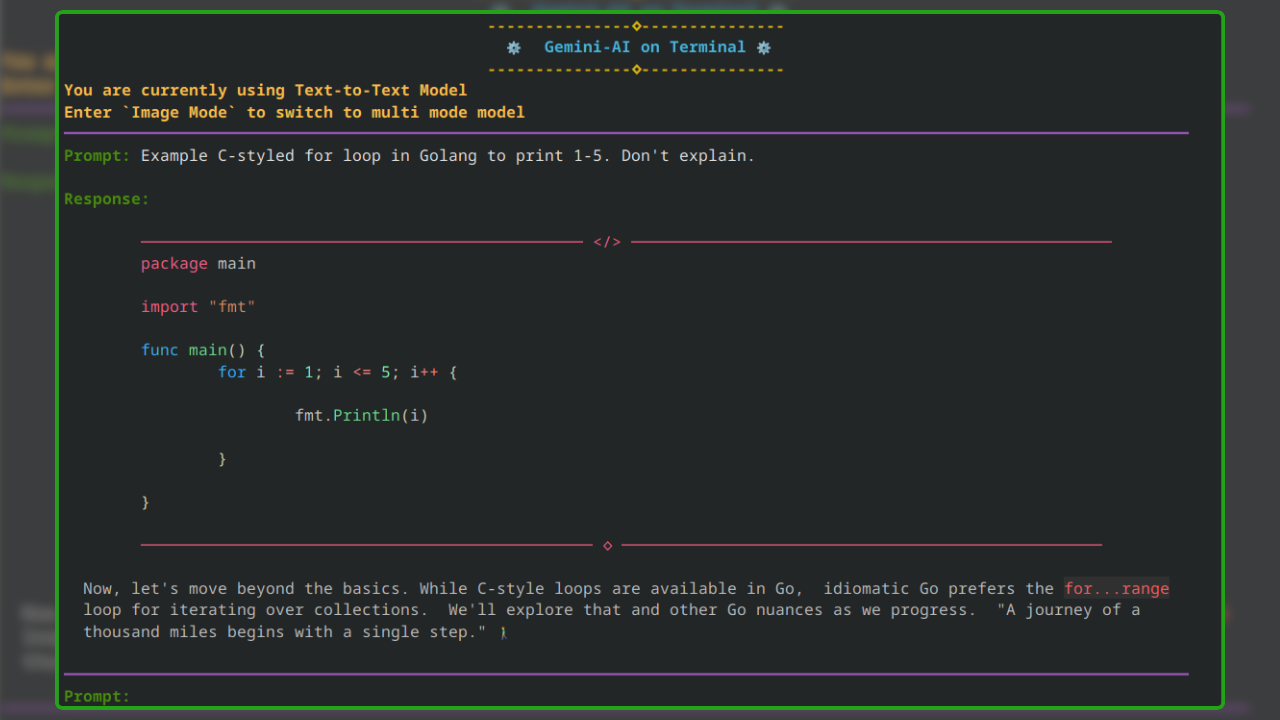 ---------------◇---------------
Gemini-AI on Terminal
---------------◇---------------
You are currently using Text-to-Text Model
Enter `Image Mode` to switch to multi mode model
Prompt: Example C-styled for loop in Golang to print 1-5. Don't explain.
Response:
</>
package main
import "fmt"
func main() {
for i := 1; i <= 5; i++ {
fmt.Println(i)
}
}
Now, let's move beyond the basics. While C-style loops are available in Go,  idiomatic Go prefers the for...range
loop for iterating over collections.  We'll explore that and other Go nuances as we progress.  "A journey of a
thousand miles begins with a single step."
Prompt: